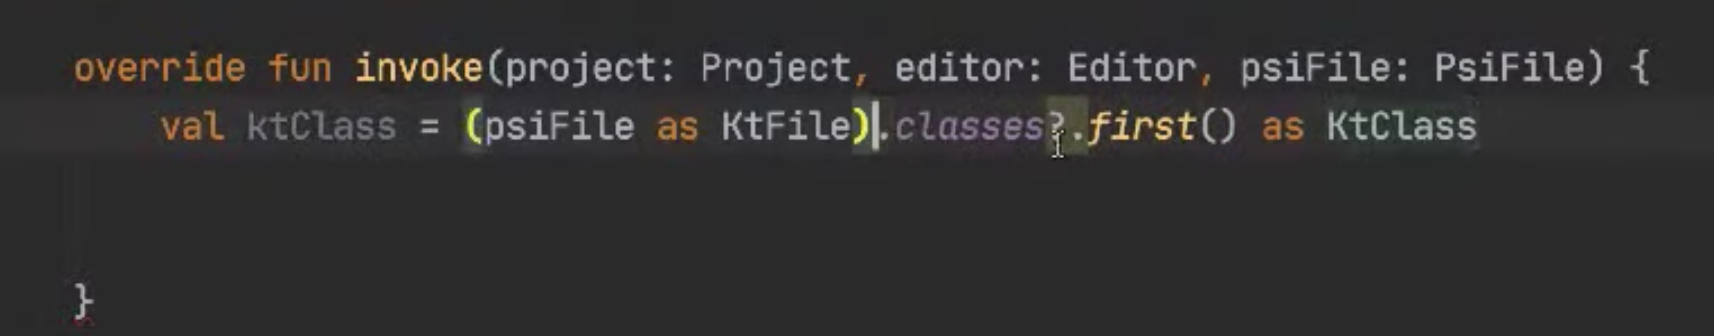 override fun invoke(project: Project, editor: Editor, psiFile: PsiFile) {
val ktClass = (psiFile as KtFile).classes?.first() as KtClass
}